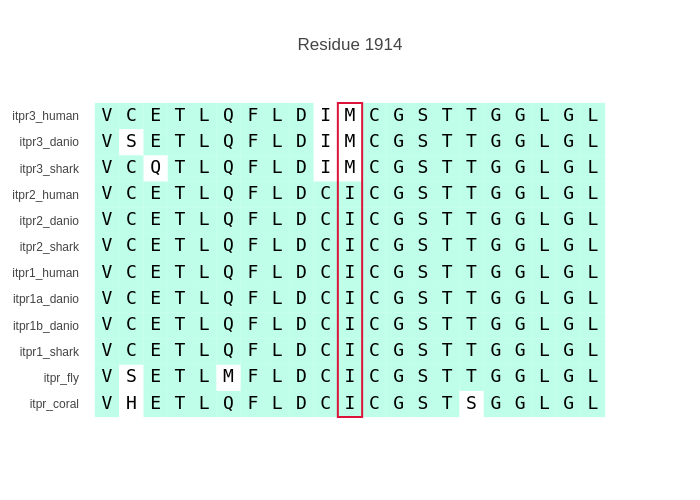 Residue 1914
itpr3_human V C E T L Q F L D I M C G S T T G G L G L
itpr3_danio V S E T L Q F L D I M C G S T T G G L G L
itpr3_shark V C Q T L Q F L D I M C G S T T G G L G L
itpr2_human V C E T L Q F L D C I C G S T T G G L G L
itpr2_danio V C E T L Q F L D C I C G S T T G G L G L
itpr2_shark V C E T L Q F L D C I C G S T T G G L G L
itpr1_human V C E T L Q F L D C I C G S T T G G L G L
itpr1a_danio V C E T L Q F L D C I C G S T T G G L G L
itpr1b_danio V C E T L Q F L D C I C G S T T G G L G L
itpr1_shark V C E T L Q F L D C I C G S T T G G L G L
itpr_fly V S E T L M F L D C I C G S T T G G L G L
itpr_coral V H E T L Q F L D C I C G S T S G G L G L